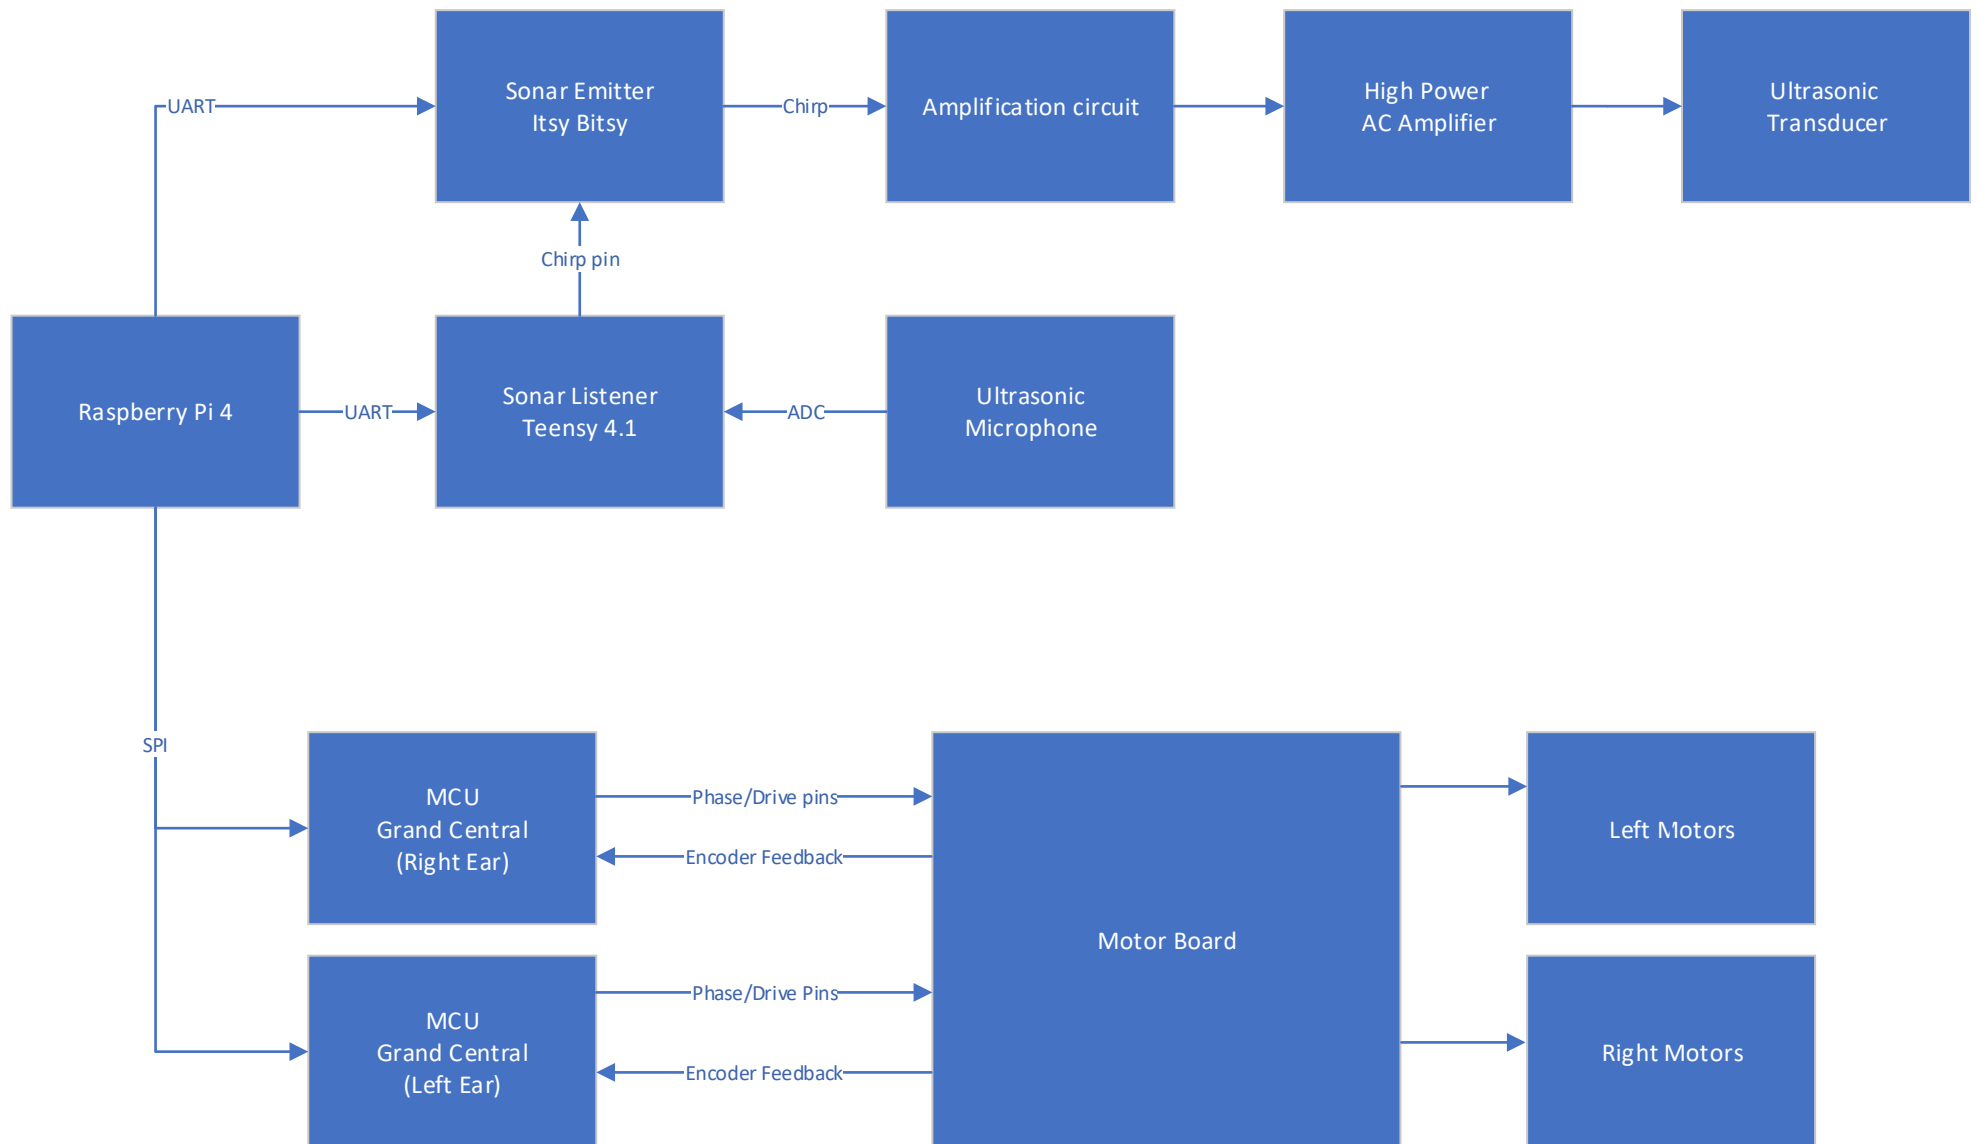 Sonar Emitter
Itsy Bitsy
Amplification circuit
High Power
AC Amplifier
Ultrasonic
Transducer
UART
Chirp
Chirp pin
Raspberry Pi 4
UART
Sonar Listener
Teensy 4.1
ADC
Ultrasonic
Microphone
SPI
MCU
Grand Central
(Right Ear)
Phase/Drive pins
Encoder Feedback
Motor Board
Left Motors
MCU
Grand Central
(Left Ear)
Phase/Drive Pins
Encoder Feedback
Right Motors